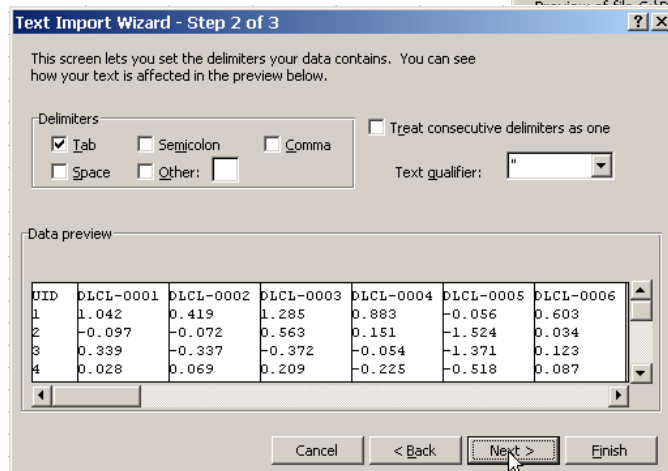 Text Import Wizard - Step 2 of 3
This screen lets you set the delimiters your data contains. You can see
how your text is affected in the preview below.
Delimiters
Tab Semicolon Comma
Space Other:
Treat consecutive delimiters as one
Text qualifier: "
Data preview
UID DLCL-0001 DLCL-0002 DLCL-0003 DLCL-0004 DLCL-0005 DLCL-0006
1 1.042 0.419 1.285 0.883 -0.056 0.603
2 -0.097 -0.072 0.563 0.151 -1.524 0.034
3 0.339 -0.337 -0.372 -0.054 -1.371 0.123
4 0.028 0.069 0.209 -0.225 -0.518 0.087
Cancel < Back Next > Finish